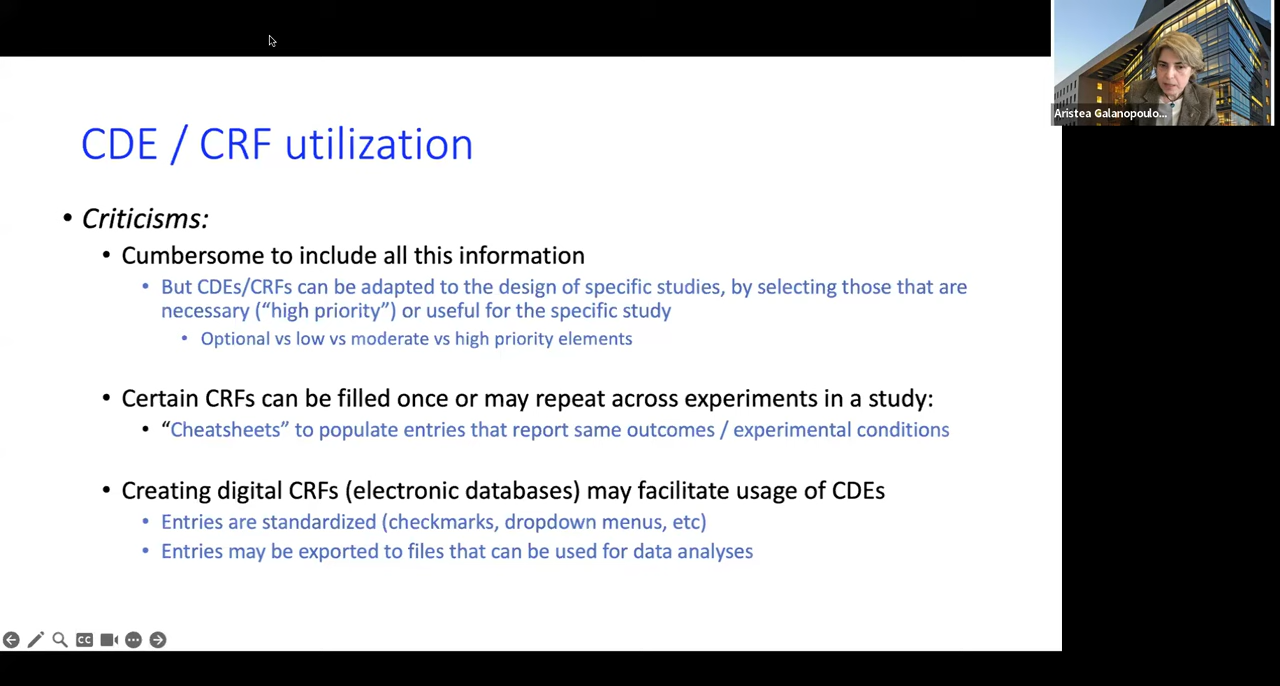 Aristea Galanopoulo...
CDE / CRF utilization
• Criticisms:
• Cumbersome to include all this information
• But CDEs/CRFs can be adapted to the design of specific studies, by selecting those that are
necessary (“high priority”) or useful for the specific study
• Optional vs low vs moderate vs high priority elements
• Certain CRFs can be filled once or may repeat across experiments in a study:
• “Cheatsheets” to populate entries that report same outcomes / experimental conditions
• Creating digital CRFs (electronic databases) may facilitate usage of CDEs
• Entries are standardized (checkmarks, dropdown menus, etc)
• Entries may be exported to files that can be used for data analyses
CC